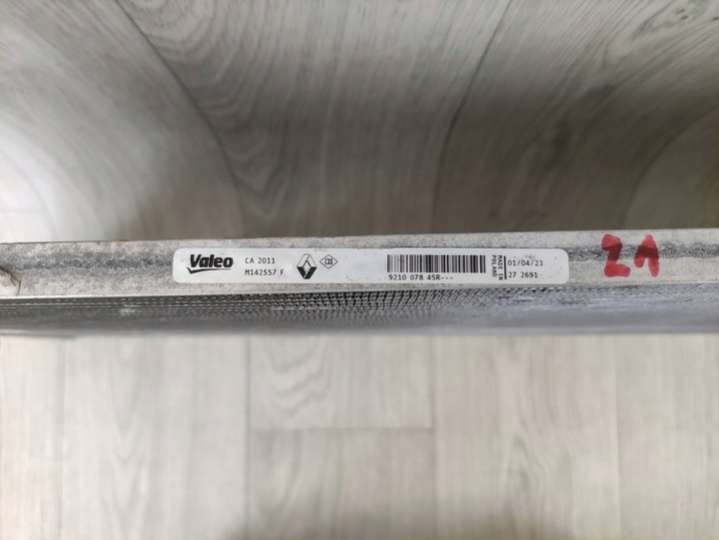 Valeo
CA 2011
M142557 F
9210 078 45R---
MADE IN
POLAND
01/04/21
27 2691
21